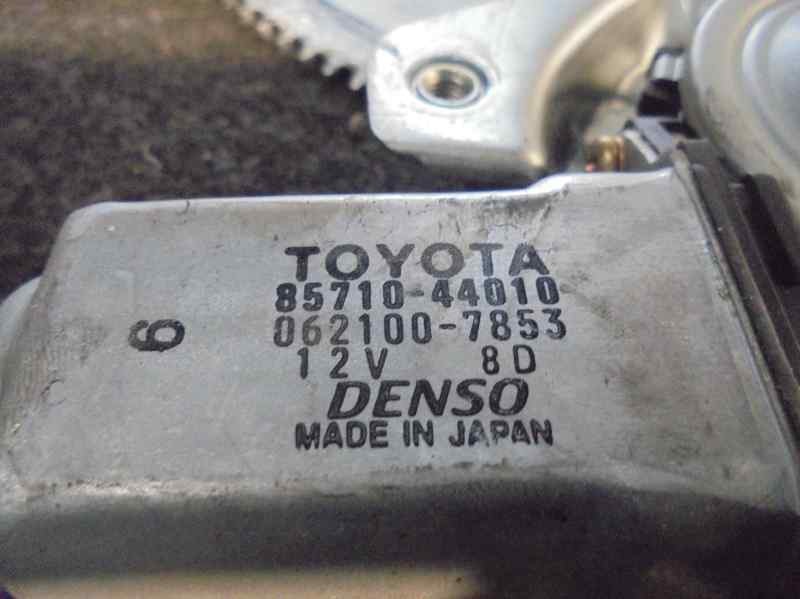 TOYOTA
85710-44010
062100-7853
12V 8D
DENSO
MADE IN JAPAN
6